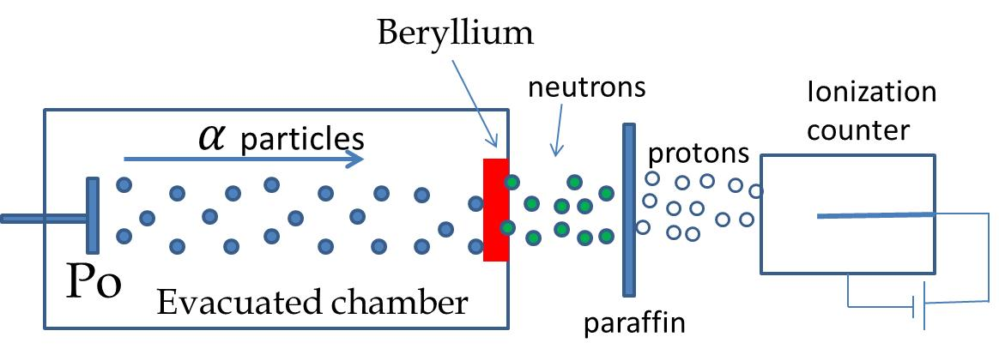 Beryllium
neutrons
Ionization
counter
α particles
protons
Po
Evacuated chamber
paraffin